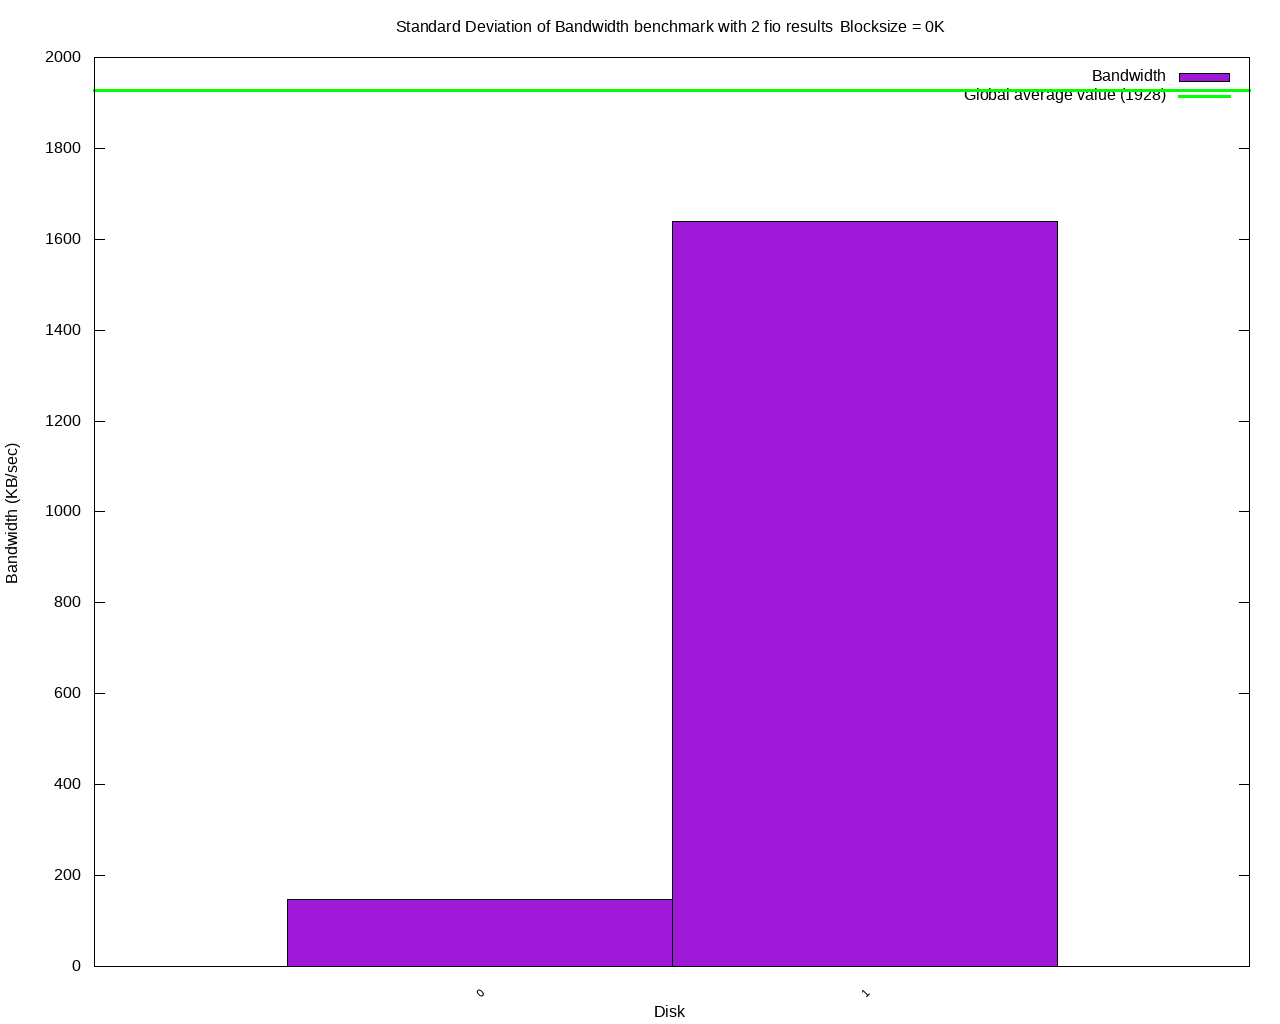 Standard Deviation of Bandwidth benchmark with 2 fio results Blocksize = 0K
Bandwidth
Global average value (1928)
2000
1800
1600
1400
1200
1000
800
600
400
200
0
Bandwidth (KB/sec)
0
1
Disk